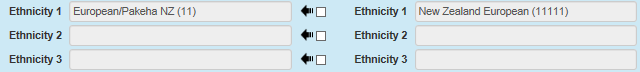 Ethnicity 1 European/Pakeha NZ (11) Ethnicity 1 New Zealand European (11111)
Ethnicity 2 Ethnicity 2
Ethnicity 3 Ethnicity 3